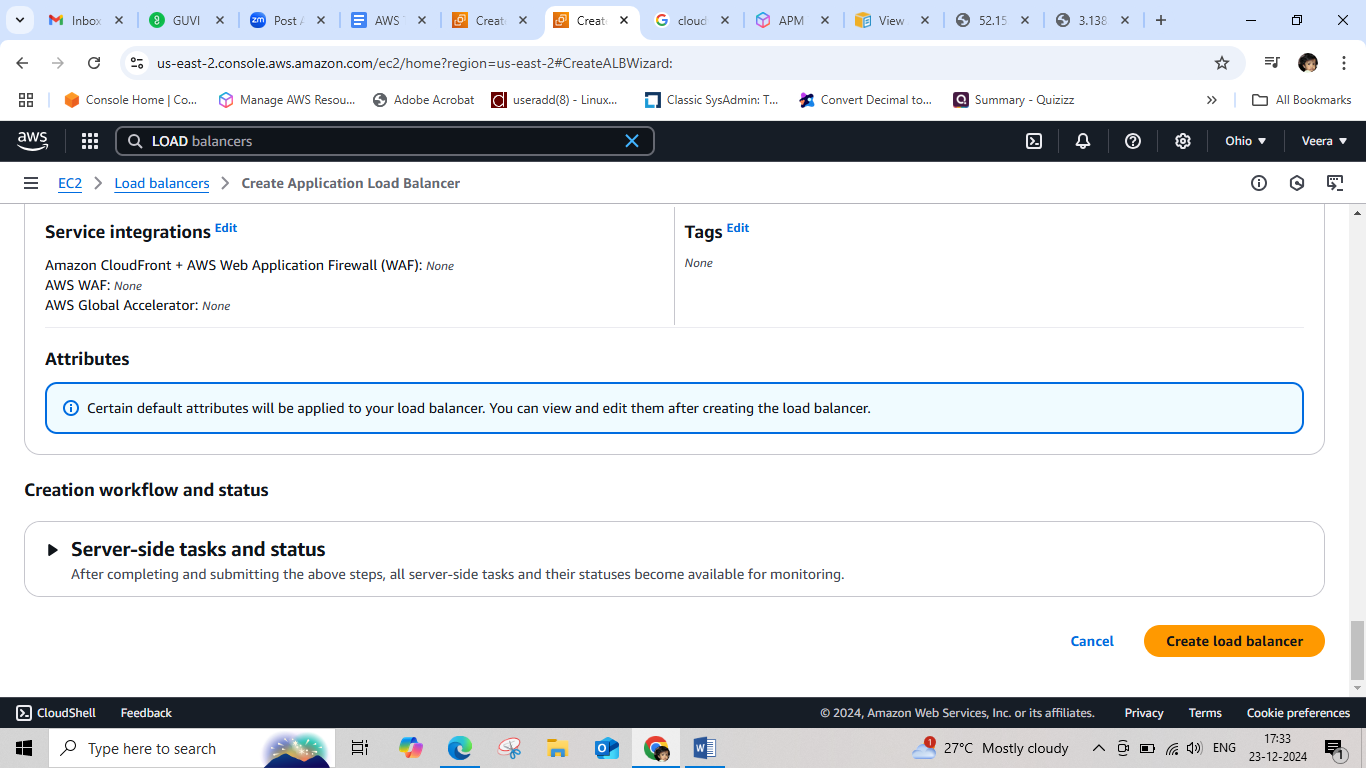 Inbox
GUVI
zm Post A
AWS
Creat
Creat
cloud
APM
View
52.15
3.138
us-east-2.console.aws.amazon.com/ec2/home?region=us-east-2#CreateALBWizard:
Console Home | Co...
Manage AWS Resou...
Adobe Acrobat
useradd(8) - Linux...
Classic SysAdmin: T...
Convert Decimal to...
Summary - Quizizz
All Bookmarks
aws
LOAD balancers
Ohio
Veera
EC2
Load balancers
Create Application Load Balancer
Service integrations Edit
Amazon CloudFront + AWS Web Application Firewall (WAF): None
AWS WAF: None
AWS Global Accelerator: None
Tags Edit
None
Attributes
Certain default attributes will be applied to your load balancer. You can view and edit them after creating the load balancer.
Creation workflow and status
Server-side tasks and status
After completing and submitting the above steps, all server-side tasks and their statuses become available for monitoring.
Cancel
Create load balancer
CloudShell
Feedback
© 2024, Amazon Web Services, Inc. or its affiliates.
Privacy
Terms
Cookie preferences
Type here to search
1
27°C Mostly cloudy
ENG
17:33
23-12-2024
1